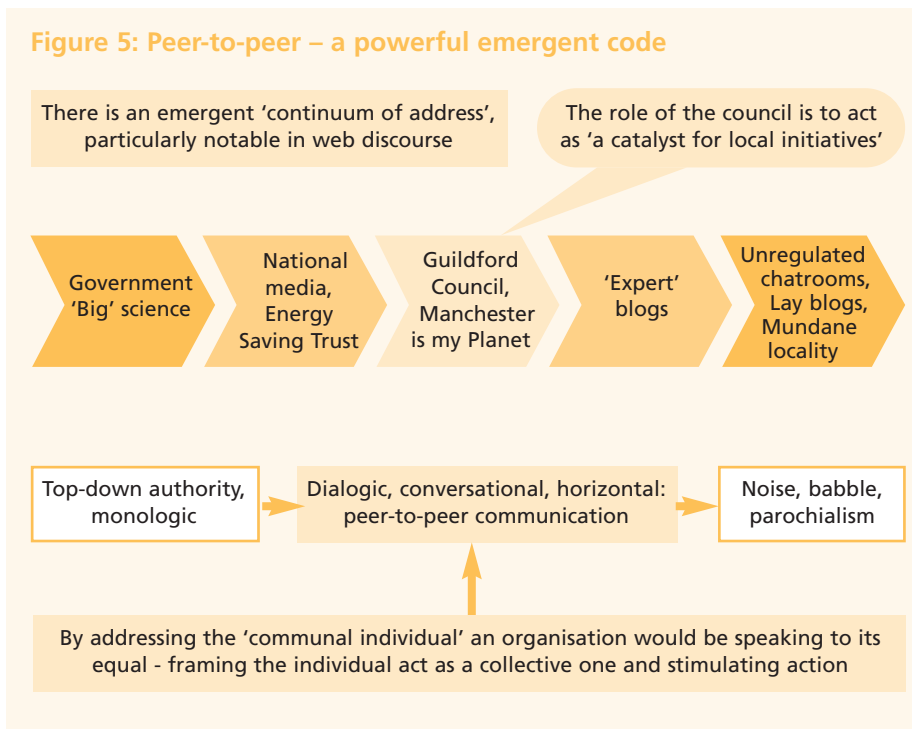 Figure 5: Peer-to-peer – a powerful emergent code
There is an emergent ‘continuum of address’,
particularly notable in web discourse
The role of the council is to act
as ‘a catalyst for local initiatives’
Government
‘Big’ science
National
media,
Energy
Saving Trust
Guildford
Council,
Manchester
is my Planet
‘Expert’
blogs
Unregulated
chatrooms,
Lay blogs,
Mundane
locality
Top-down authority,
monologic
Dialogic, conversational, horizontal:
peer-to-peer communication
Noise, babble,
parochialism
By addressing the ‘communal individual’ an organisation would be speaking to its
equal - framing the individual act as a collective one and stimulating action